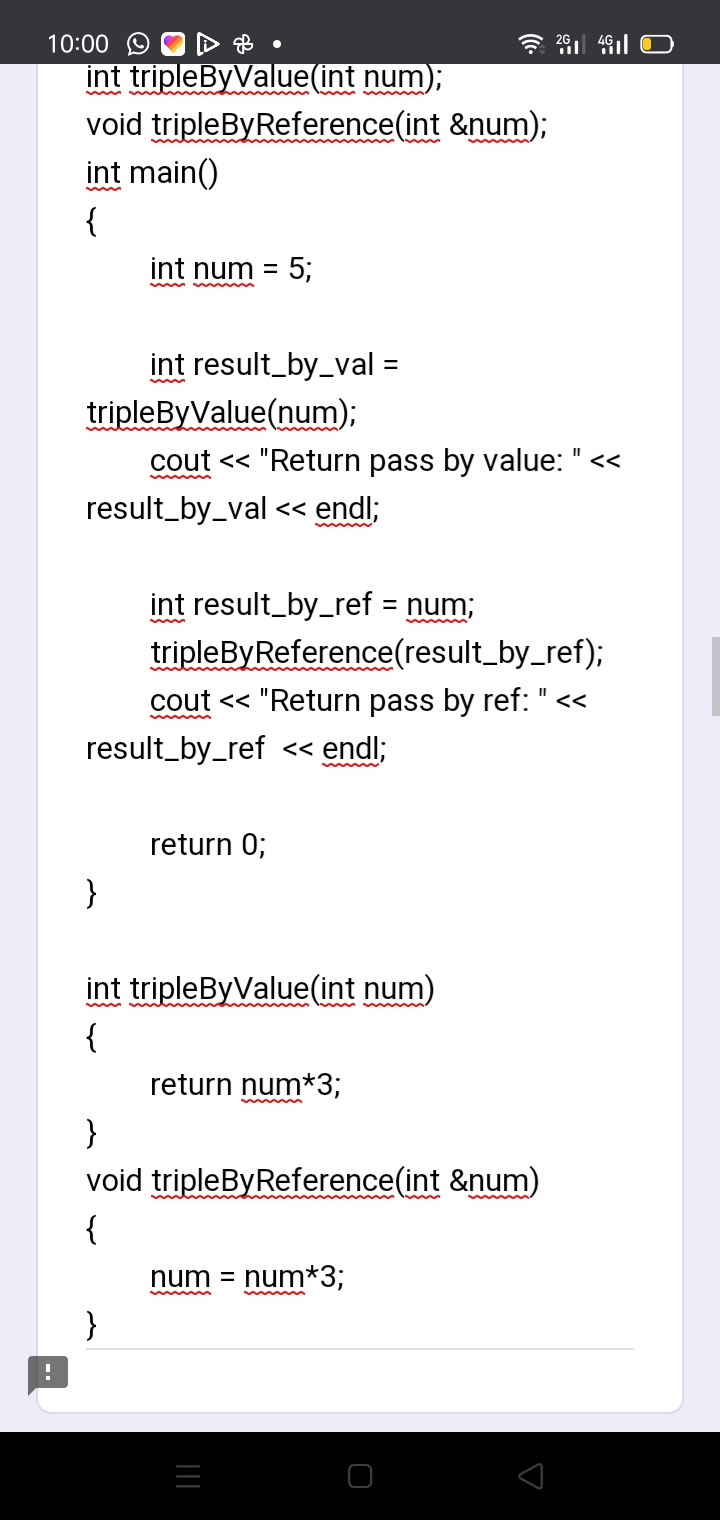 10:00
2G
4G
int tripleByValue(int num);
void tripleByReference(int &num);
int main()
{
int num = 5;
int result_by_val =
tripleByValue(num);
cout << "Return pass by value: " <<
result_by_val << endl;
int result_by_ref = num;
tripleByReference(result_by_ref);
cout << "Return pass by ref: " <<
result_by_ref  << endl;
return 0;
}
int tripleByValue(int num)
{
return num*3;
}
void tripleByReference(int &num)
{
num = num*3;
}